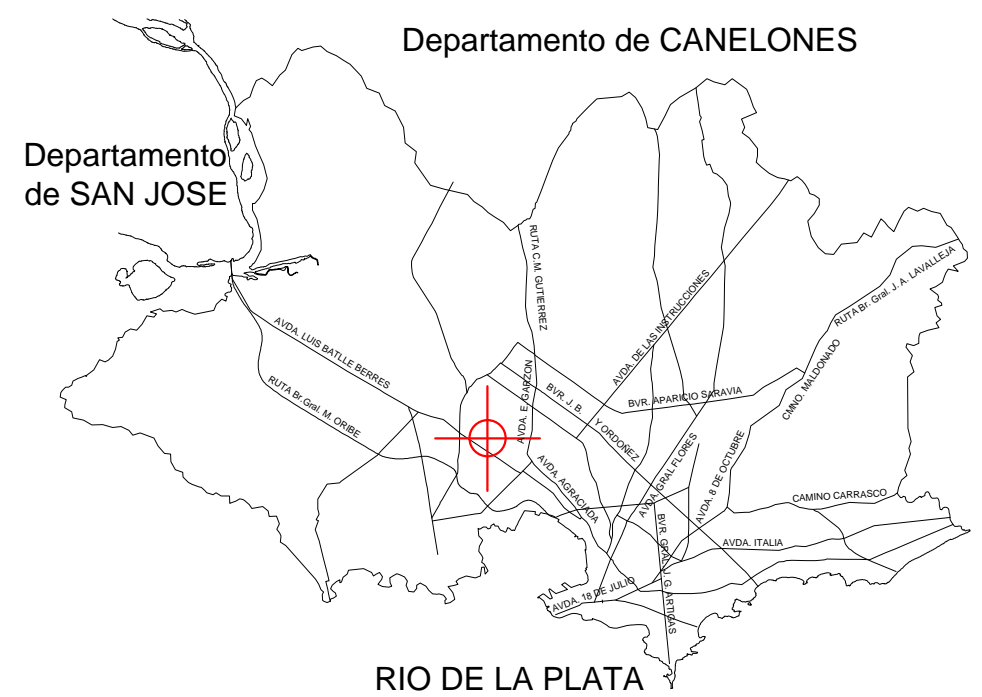 Departamento de CANELONES
Departamento
de SAN JOSE
RUTA C.M. GUTIERREZ
RUTA Br. Gral. J. A. LAVALLEJA
AVDA. DE LAS INSTRUCCIONES
AVDA. LUIS BATLLE BERRES
RUTA Br.Gral. M. ORIBE
AVDA. E. GARZON
BVR. J. B.
Y ORDOÑEZ
BVR. APARICIO SARAVIA
CMNO. MALDONADO
AVDA. AGRACIADA
AVDA.GRAL FLORES
AVDA. 8 DE OCTUBRE
CAMINO CARRASCO
BVR. GRAL. J. G. ARTIGAS
AVDA. ITALIA
AVDA. 18 DE JULIO
RIO DE LA PLATA